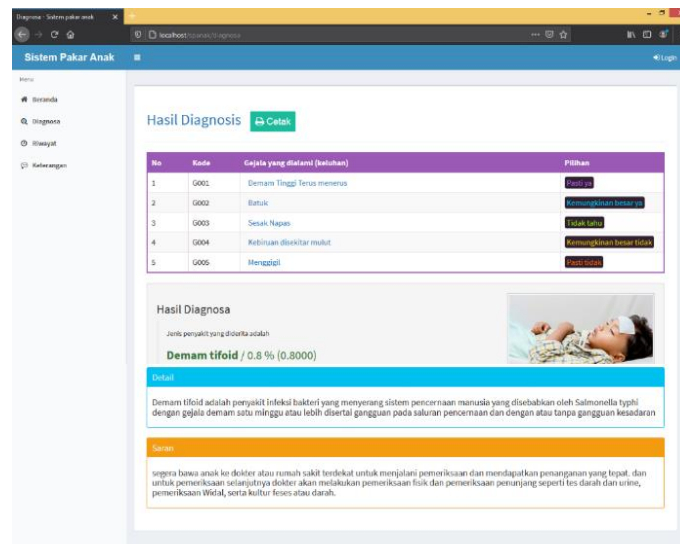 Diagnosa - Sistem pakar anak
localhost/spanak/diagnosa
Sistem Pakar Anak
Login
Menu
Beranda
Diagnosa
Riwayat
Keterangan
Hasil Diagnosis
Cetak
No Kode Gejala yang dialami (keluhan) Pilihan
1 G001 Demam Tinggi Terus menerus Pasti ya
2 G002 Batuk Kemungkinan besar ya
3 G003 Sesak Napas Tidak tahu
4 G004 Kebiruan disekitar mulut Kemungkinan besar tidak
5 G005 Menggigil Pasti tidak
Hasil Diagnosa
Jenis penyakit yang diderita adalah
Demam tifoid / 0.8 % (0.8000)
Detail
Demam tifoid adalah penyakit infeksi bakteri yang menyerang sistem pencernaan manusia yang disebabkan oleh Salmonella typhi
dengan gejala demam satu minggu atau lebih disertai gangguan pada saluran pencernaan dan dengan atau tanpa gangguan kesadaran
Saran
segera bawa anak ke dokter atau rumah sakit terdekat untuk menjalani pemeriksaan dan mendapatkan penanganan yang tepat. dan
untuk pemeriksaan selanjutnya dokter akan melakukan pemeriksaan fisik dan pemeriksaan penunjang seperti tes darah dan urine,
pemeriksaan Widal, serta kultur feses atau darah.